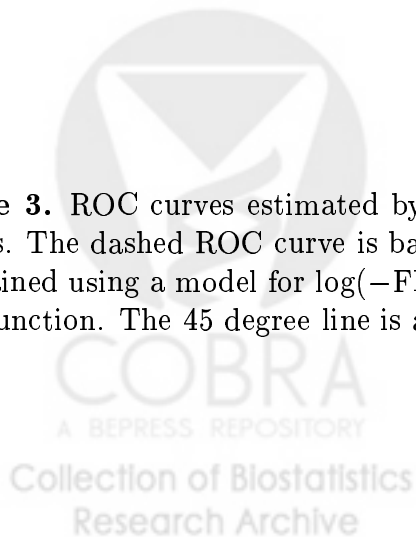 e 3. ROC curves estimated by
s. The dashed ROC curve is ba
ined using a model for log(−F
unction. The 45 degree line is a
COBRA
A BEPRESS REPOSITORY
Collection of Biostatistics
Research Archive